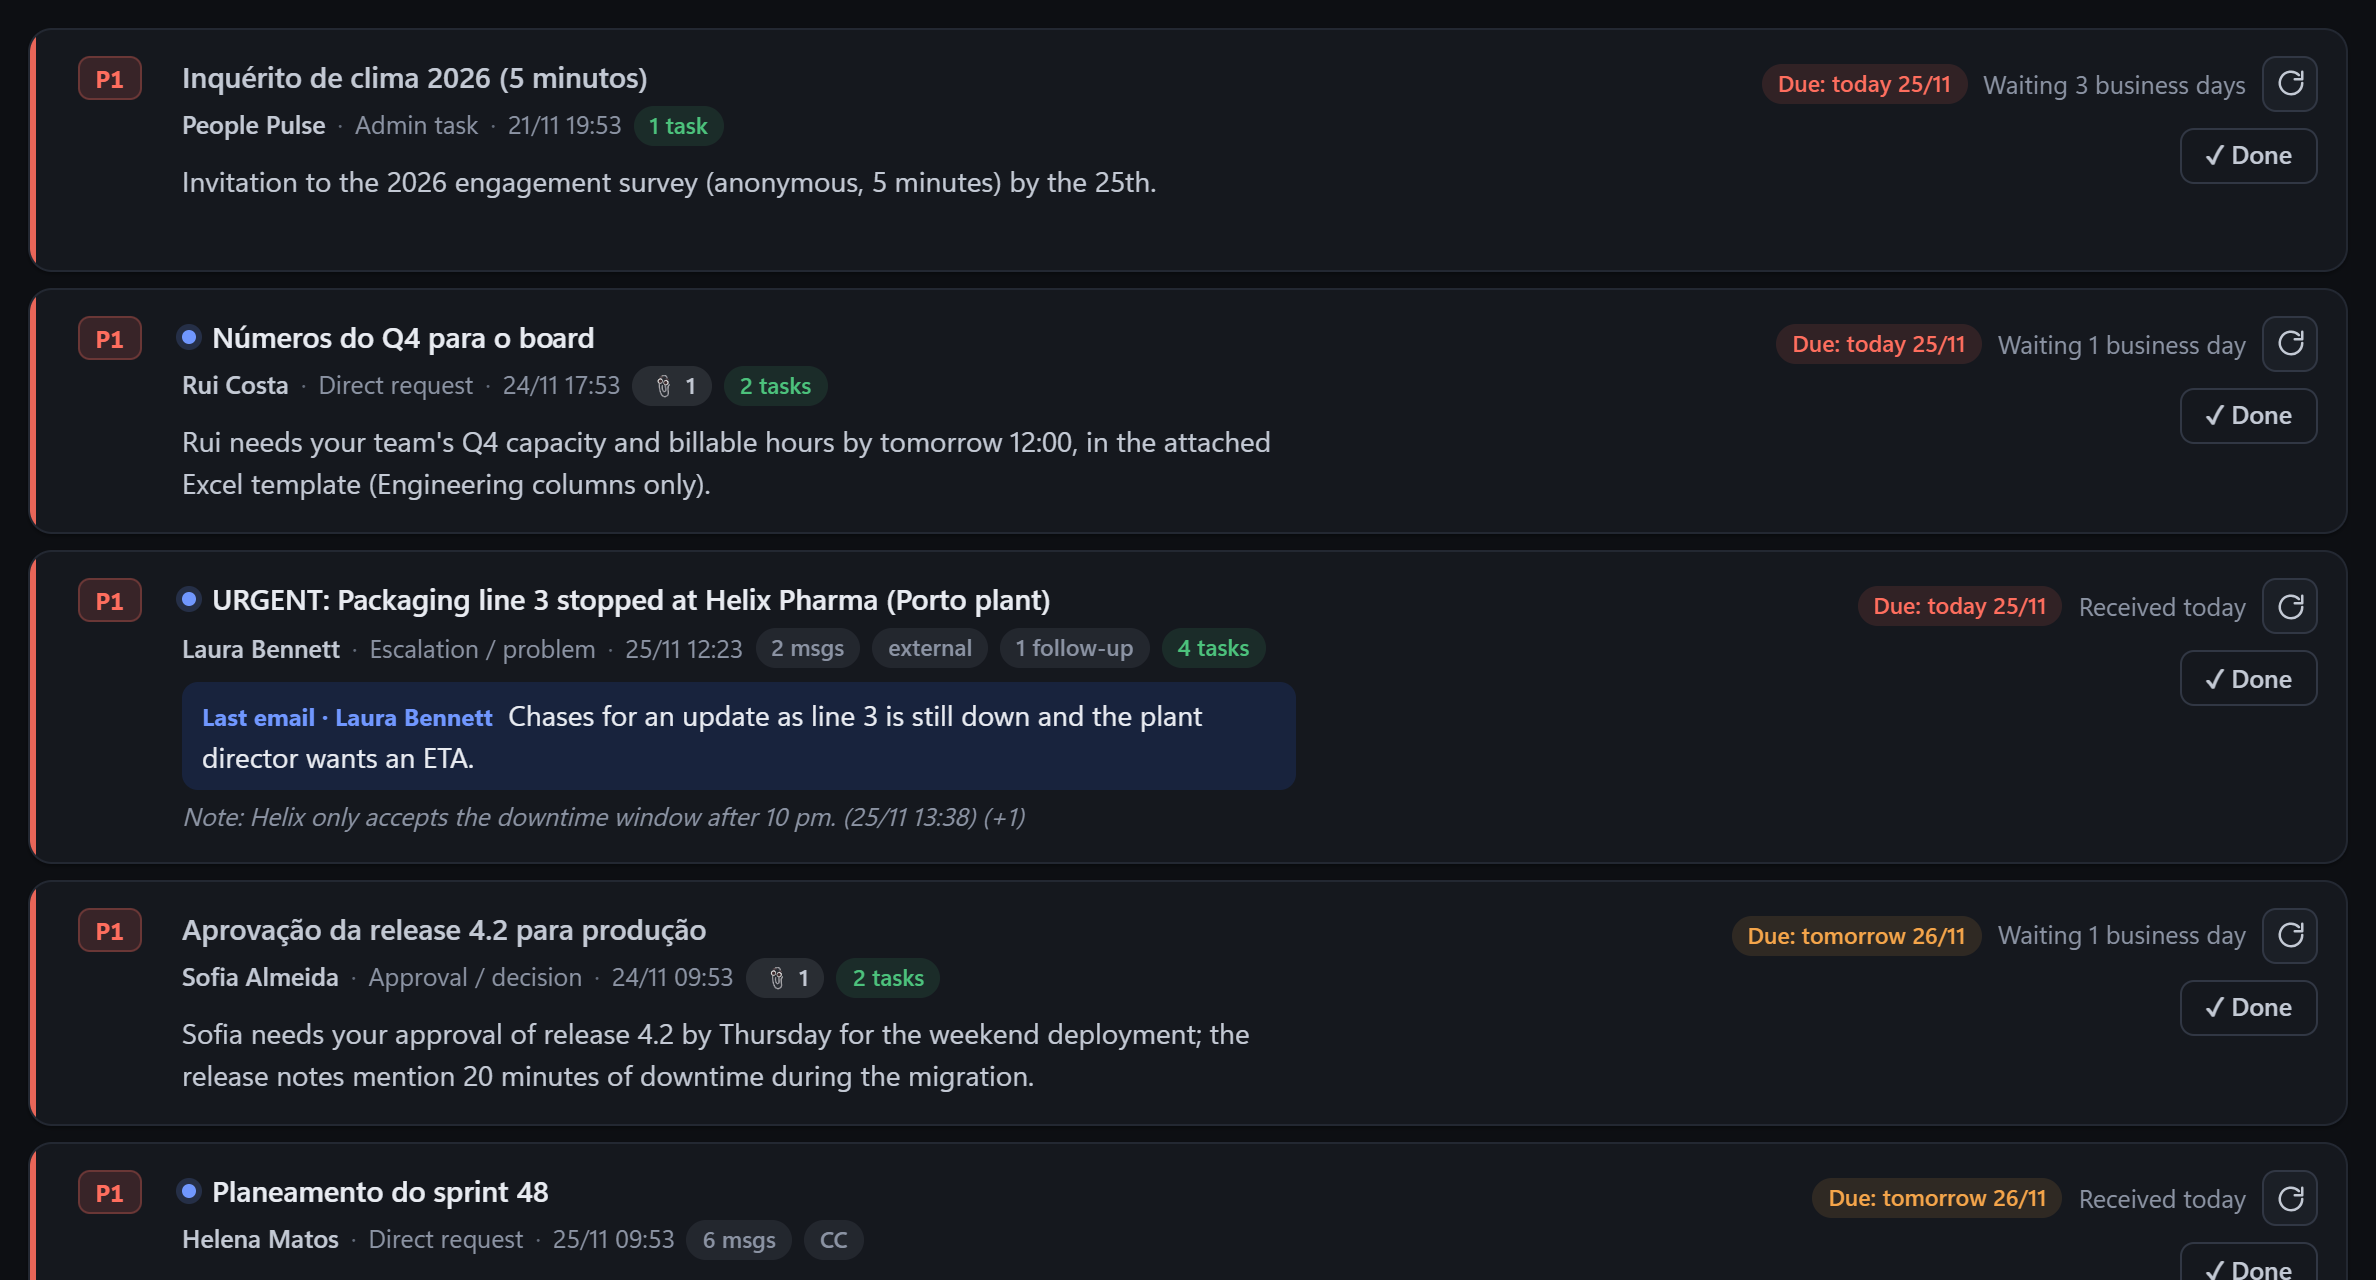 P1 Inquérito de clima 2026 (5 minutos) Due: today 25/11 Waiting 3 business days
People Pulse · Admin task · 21/11 19:53 1 task
✓ Done
Invitation to the 2026 engagement survey (anonymous, 5 minutes) by the 25th.
P1 Números do Q4 para o board Due: today 25/11 Waiting 1 business day
Rui Costa · Direct request · 24/11 17:53 1 2 tasks
✓ Done
Rui needs your team's Q4 capacity and billable hours by tomorrow 12:00, in the attached
Excel template (Engineering columns only).
P1 URGENT: Packaging line 3 stopped at Helix Pharma (Porto plant) Due: today 25/11 Received today
Laura Bennett · Escalation / problem · 25/11 12:23 2 msgs external 1 follow-up 4 tasks
✓ Done
Last email · Laura Bennett Chases for an update as line 3 is still down and the plant
director wants an ETA.
Note: Helix only accepts the downtime window after 10 pm. (25/11 13:38) (+1)
P1 Aprovação da release 4.2 para produção Due: tomorrow 26/11 Waiting 1 business day
Sofia Almeida · Approval / decision · 24/11 09:53 1 2 tasks
✓ Done
Sofia needs your approval of release 4.2 by Thursday for the weekend deployment; the
release notes mention 20 minutes of downtime during the migration.
P1 Planeamento do sprint 48 Due: tomorrow 26/11 Received today
Helena Matos · Direct request · 25/11 09:53 6 msgs CC
✓ Done